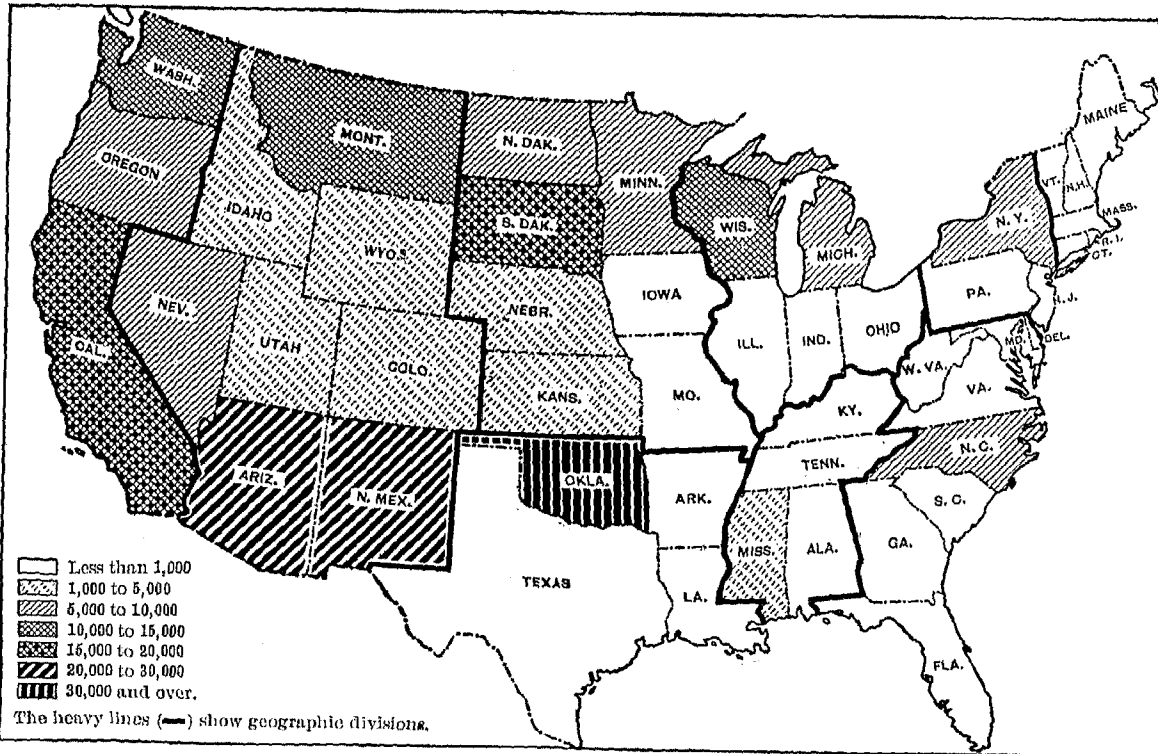 WASH.
MONT.
N. DAK.
MINN.
OREGON
IDAHO
WYO.
S. DAK.
WIS.
MICH.
N. Y.
VT.
N.H.
MAINE
MASS.
R. I.
CT.
NEV.
UTAH
COLO.
NEBR.
IOWA
ILL.
IND.
OHIO
PA.
N. J.
MD.
DEL.
CAL.
KANS.
MO.
KY.
W. VA.
VA.
ARIZ.
N. MEX.
OKLA.
ARK.
TENN.
N. C.
S. C.
TEXAS
LA.
MISS.
ALA.
GA.
FLA.
Less than 1,000
1,000 to 5,000
5,000 to 10,000
10,000 to 15,000
15,000 to 20,000
20,000 to 30,000
30,000 and over.
The heavy lines (▬) show geographic divisions.